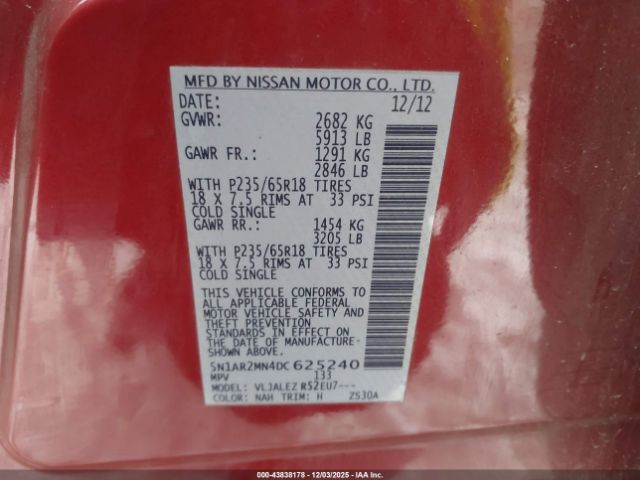 MFD BY NISSAN MOTOR CO., LTD.
DATE: 12/12
GVWR: 2682 KG
5913 LB
GAWR FR.: 1291 KG
2846 LB
WITH P235/65R18 TIRES
18 X 7.5 RIMS AT 33 PSI
COLD SINGLE
GAWR RR.: 1454 KG
3205 LB
WITH P235/65R18 TIRES
18 X 7.5 RIMS AT 33 PSI
COLD SINGLE
THIS VEHICLE CONFORMS TO
ALL APPLICABLE FEDERAL
MOTOR VEHICLE SAFETY AND
THEFT PREVENTION
STANDARDS IN EFFECT ON
THE DATE OF MANUFACTURE
SHOWN ABOVE.
5N1AR2MN4DC625240
MPV 133
MODEL: VLJALEZ R52EU7---
COLOR: NAH TRIM: H ZS30A
000-43838178 - 12/03/2025 - IAA, Inc.